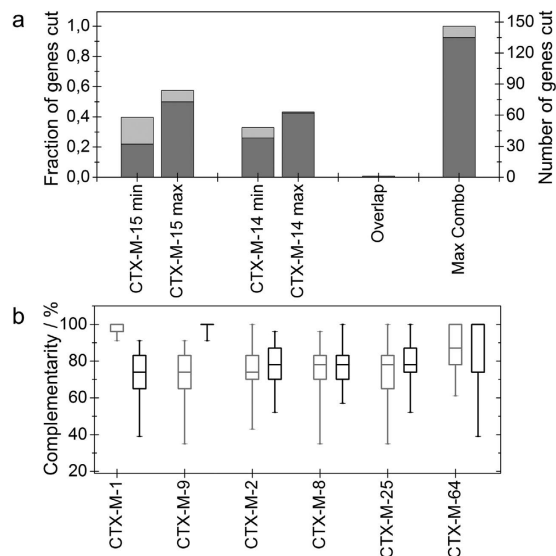 a
Fraction of genes cut
1,0
0,8
0,6
0,4
0,2
0,0
Number of genes cut
150
120
90
60
30
0
CTX-M-15 min
CTX-M-15 max
CTX-M-14 min
CTX-M-14 max
Overlap
Max Combo
b
Complementarity / %
100
80
60
40
20
CTX-M-1
CTX-M-9
CTX-M-2
CTX-M-8
CTX-M-25
CTX-M-64